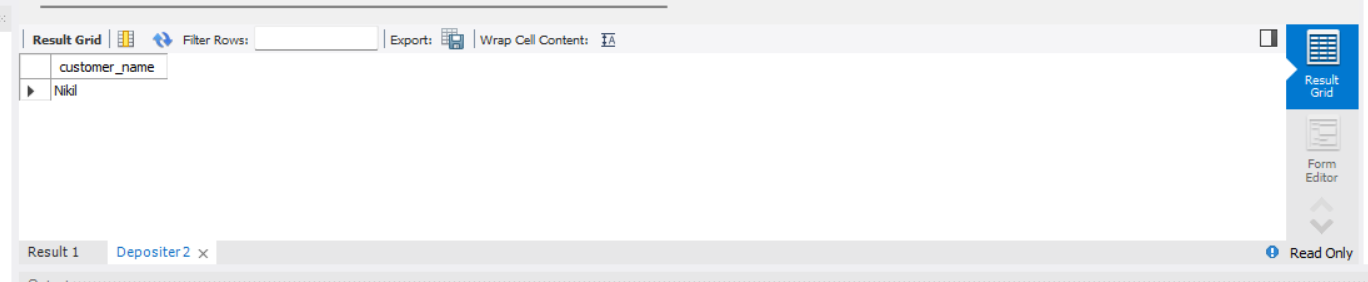 Result Grid Filter Rows: Export: Wrap Cell Content: IA
customer_name
Nikil
Result Grid
Form Editor
Result 1 Depositer 2 Read Only